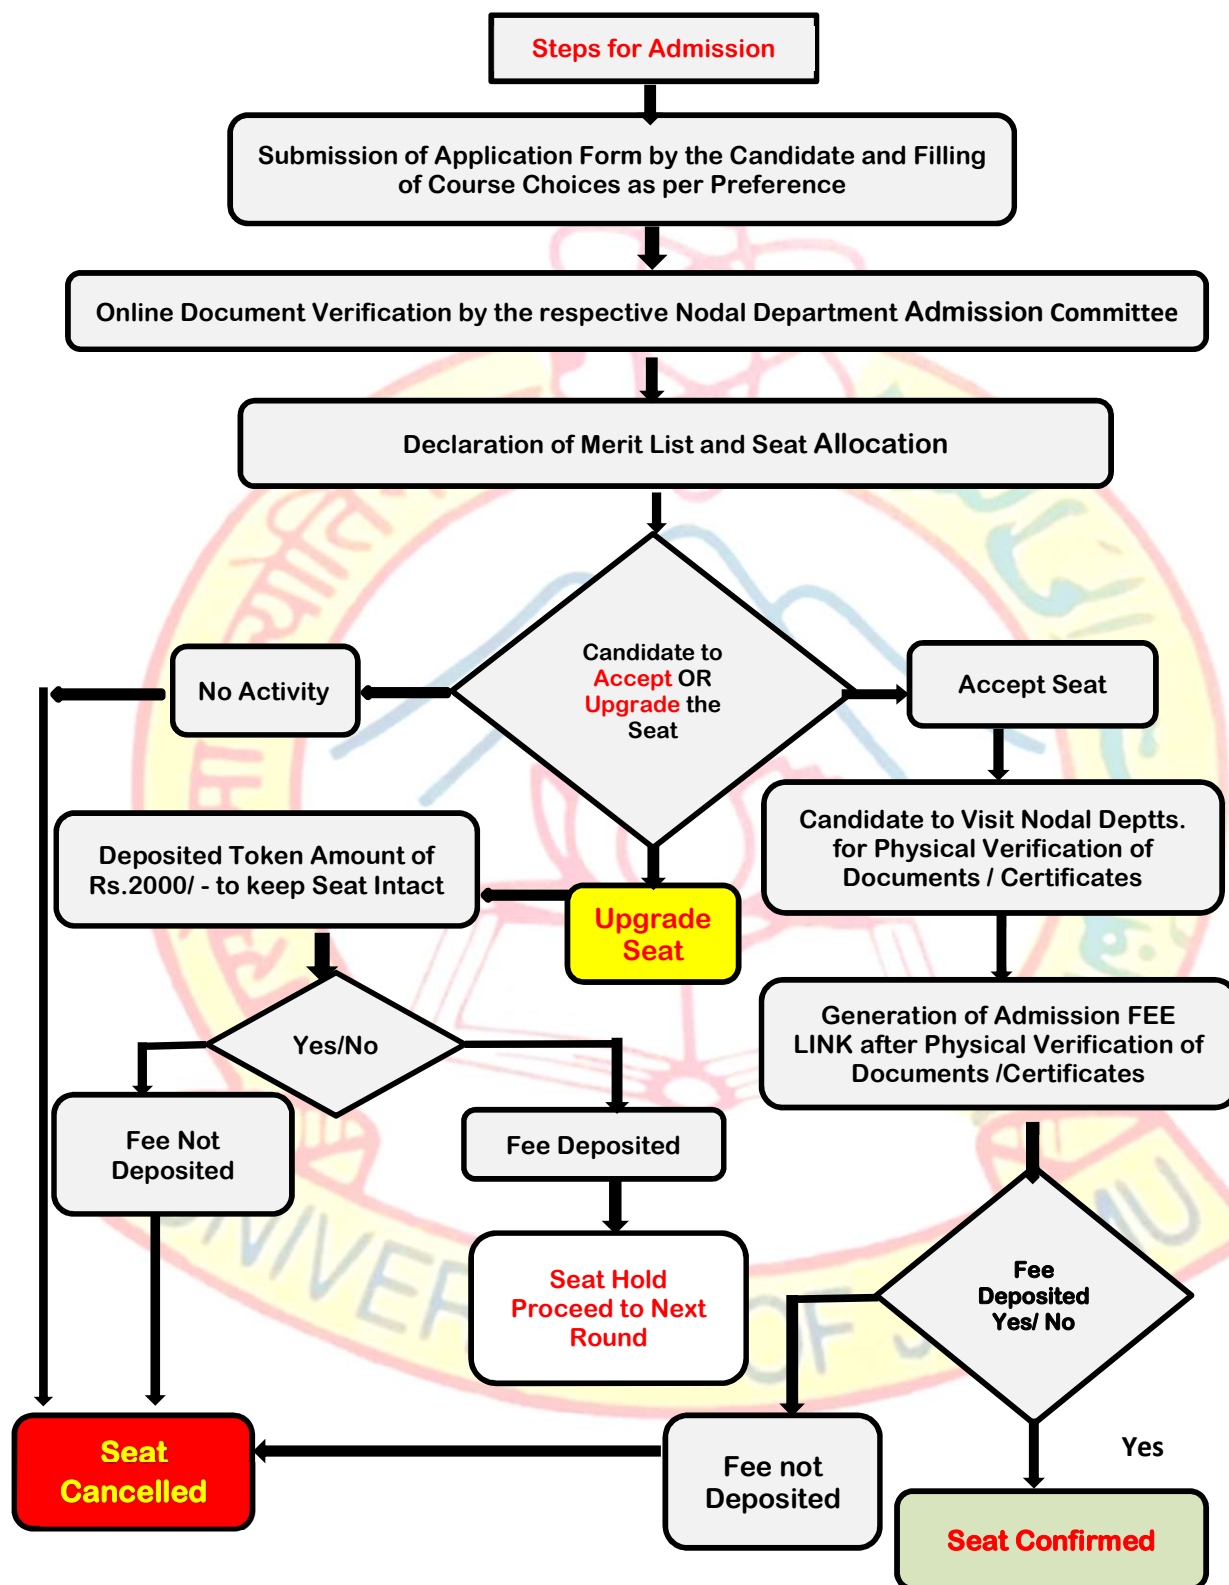 Steps for Admission
Submission of Application Form by the Candidate and Filling
of Course Choices as per Preference
Online Document Verification by the respective Nodal Department Admission Committee
Declaration of Merit List and Seat Allocation
Candidate to
Accept OR
Upgrade the
Seat
No Activity
Accept Seat
Deposited Token Amount of
Rs.2000/ - to keep Seat Intact
Upgrade
Seat
Candidate to Visit Nodal Deptts.
for Physical Verification of
Documents / Certificates
Yes/No
Generation of Admission FEE
LINK after Physical Verification of
Documents /Certificates
Fee Not
Deposited
Fee Deposited
Seat Hold
Proceed to Next
Round
Fee
Deposited
Yes/ No
Seat
Cancelled
Fee not
Deposited
Yes
Seat Confirmed